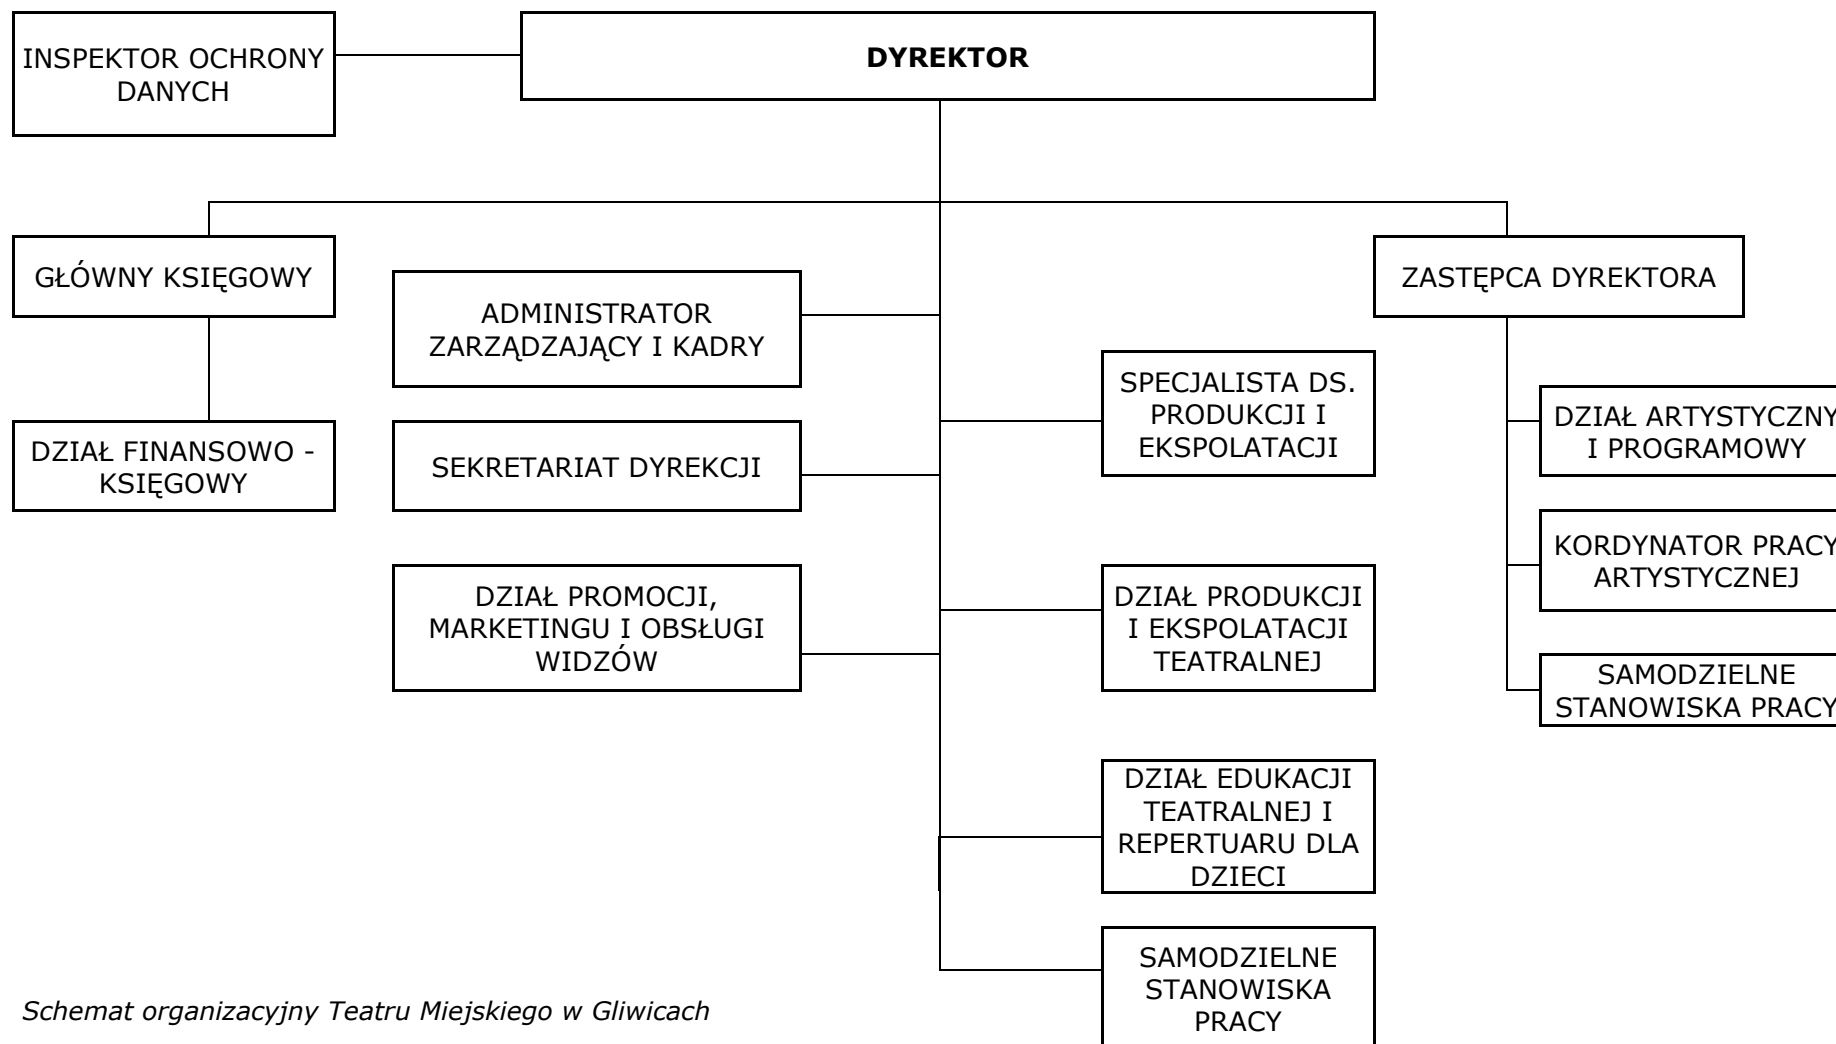 INSPEKTOR OCHRONY
DANYCH
DYREKTOR
GŁÓWNY KSIĘGOWY
ZASTĘPCA DYREKTORA
ADMINISTRATOR
ZARZĄDZAJĄCY I KADRY
SPECJALISTA DS.
PRODUKCJI I
EKSPOLATACJI
DZIAŁ ARTYSTYCZNY
I PROGRAMOWY
DZIAŁ FINANSOWO -
KSIĘGOWY
SEKRETARIAT DYREKCJI
KORDYNATOR PRACY
ARTYSTYCZNEJ
DZIAŁ PROMOCJI,
MARKETINGU I OBSŁUGI
WIDZÓW
DZIAŁ PRODUKCJI
I EKSPOLATACJI
TEATRALNEJ
SAMODZIELNE
STANOWISKA PRACY
DZIAŁ EDUKACJI
TEATRALNEJ I
REPERTUARU DLA
DZIECI
SAMODZIELNE
STANOWISKA
PRACY
Schemat organizacyjny Teatru Miejskiego w Gliwicach